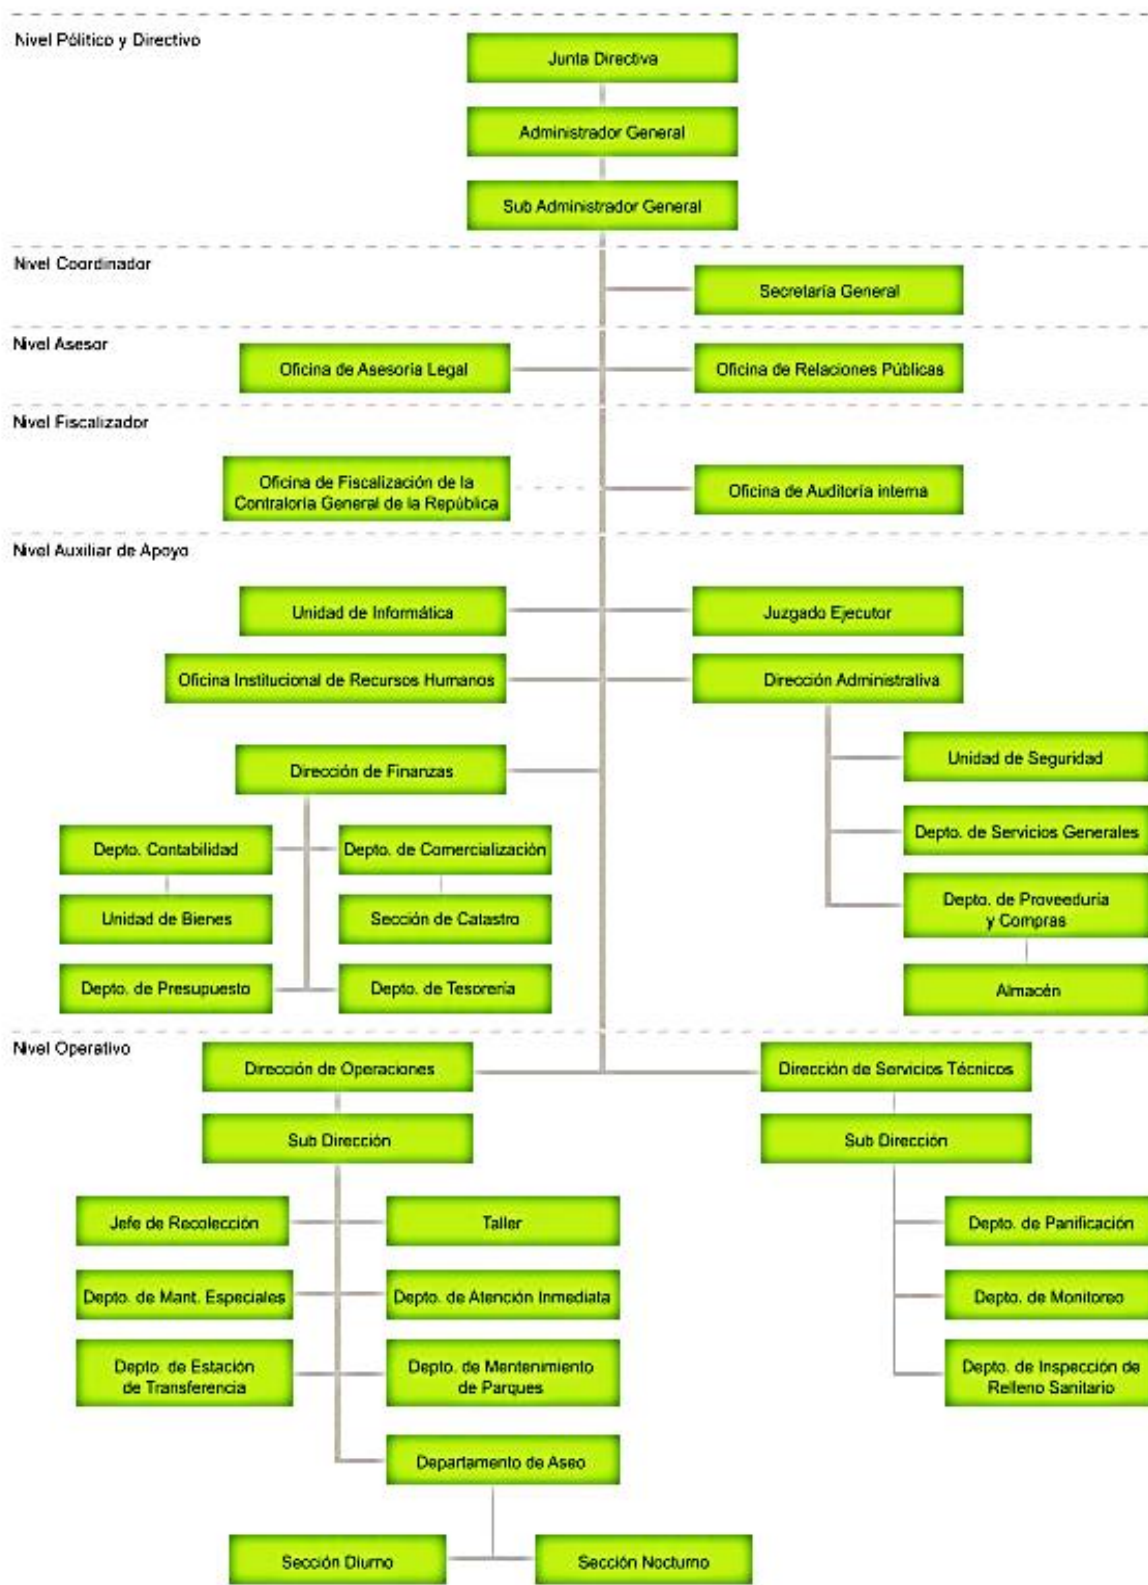 Nivel Pólitico y Directivo
Junta Directiva
Administrador General
Sub Administrador General
Nivel Coordinador
Secretaría General
Nivel Asesor
Oficina de Asesoria Legal
Oficina de Relaciones Públicas
Nivel Fiscalizador
Oficina de Fiscalización de la
Contraloría General de la República
Oficina de Auditoría interna
Nivel Auxiliar de Apoyo
Unidad de Informática
Juzgado Ejecutor
Oficina Institucional de Recursos Humanos
Dirección Administrativa
Dirección de Finanzas
Unidad de Seguridad
Depto. Contabilidad
Depto. de Comercialización
Depto. de Servicios Generales
Unidad de Bienes
Sección de Catastro
Depto. de Proveeduria
y Compras
Depto. de Presupuesto
Depto. de Tesorería
Almacén
Nivel Operativo
Dirección de Operaciones
Dirección de Servicios Técnicos
Sub Dirección
Sub Dirección
Jefe de Recolección
Taller
Depto. de Panificación
Depto. de Mant. Especiales
Depto. de Atención Inmediata
Depto. de Monitoreo
Depto. de Estación
de Transferencia
Depto. de Mentenimiento
de Parques
Depto. de Inspección de
Relleno Sanitario
Departamento de Aseo
Sección Diurno
Sección Nocturno